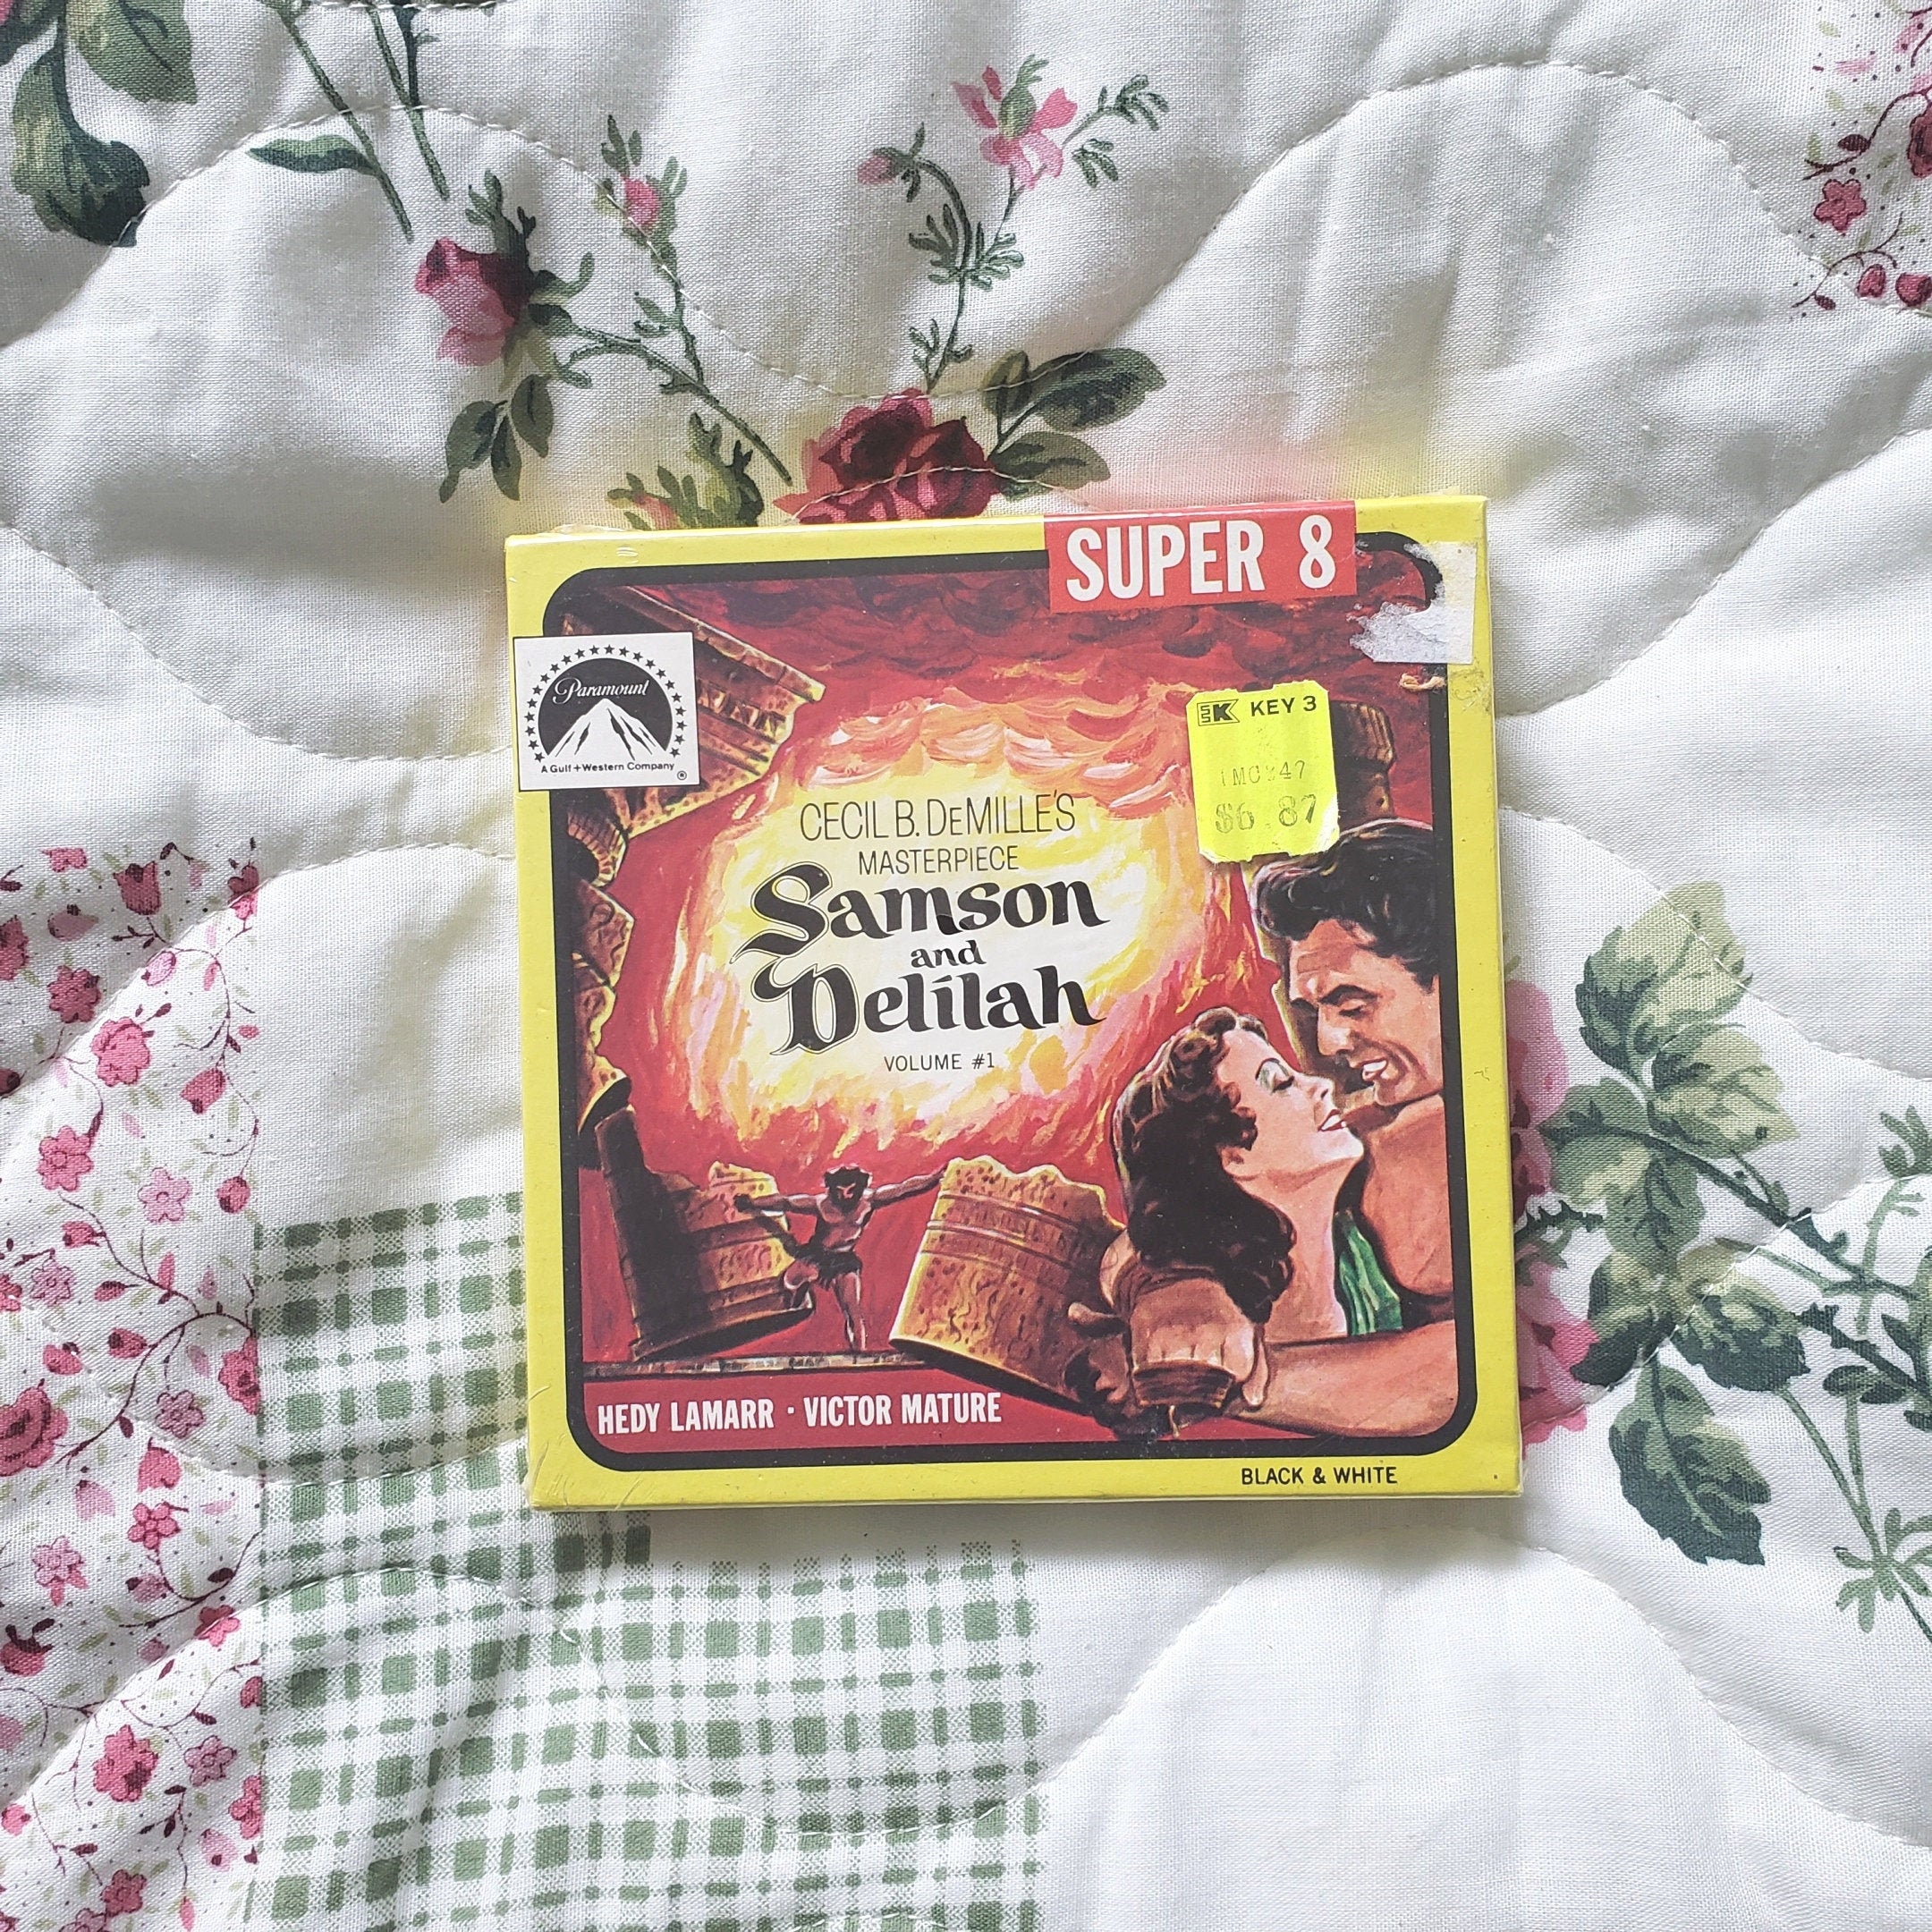 SUPER 8
Paramount
A Gulf+Western Company
®
SSK KEY 3
$6.87
CECIL B. DeMILLE'S
MASTERPIECE
Samson
and
Delilah
VOLUME #1
HEDY LAMARR · VICTOR MATURE
BLACK & WHITE